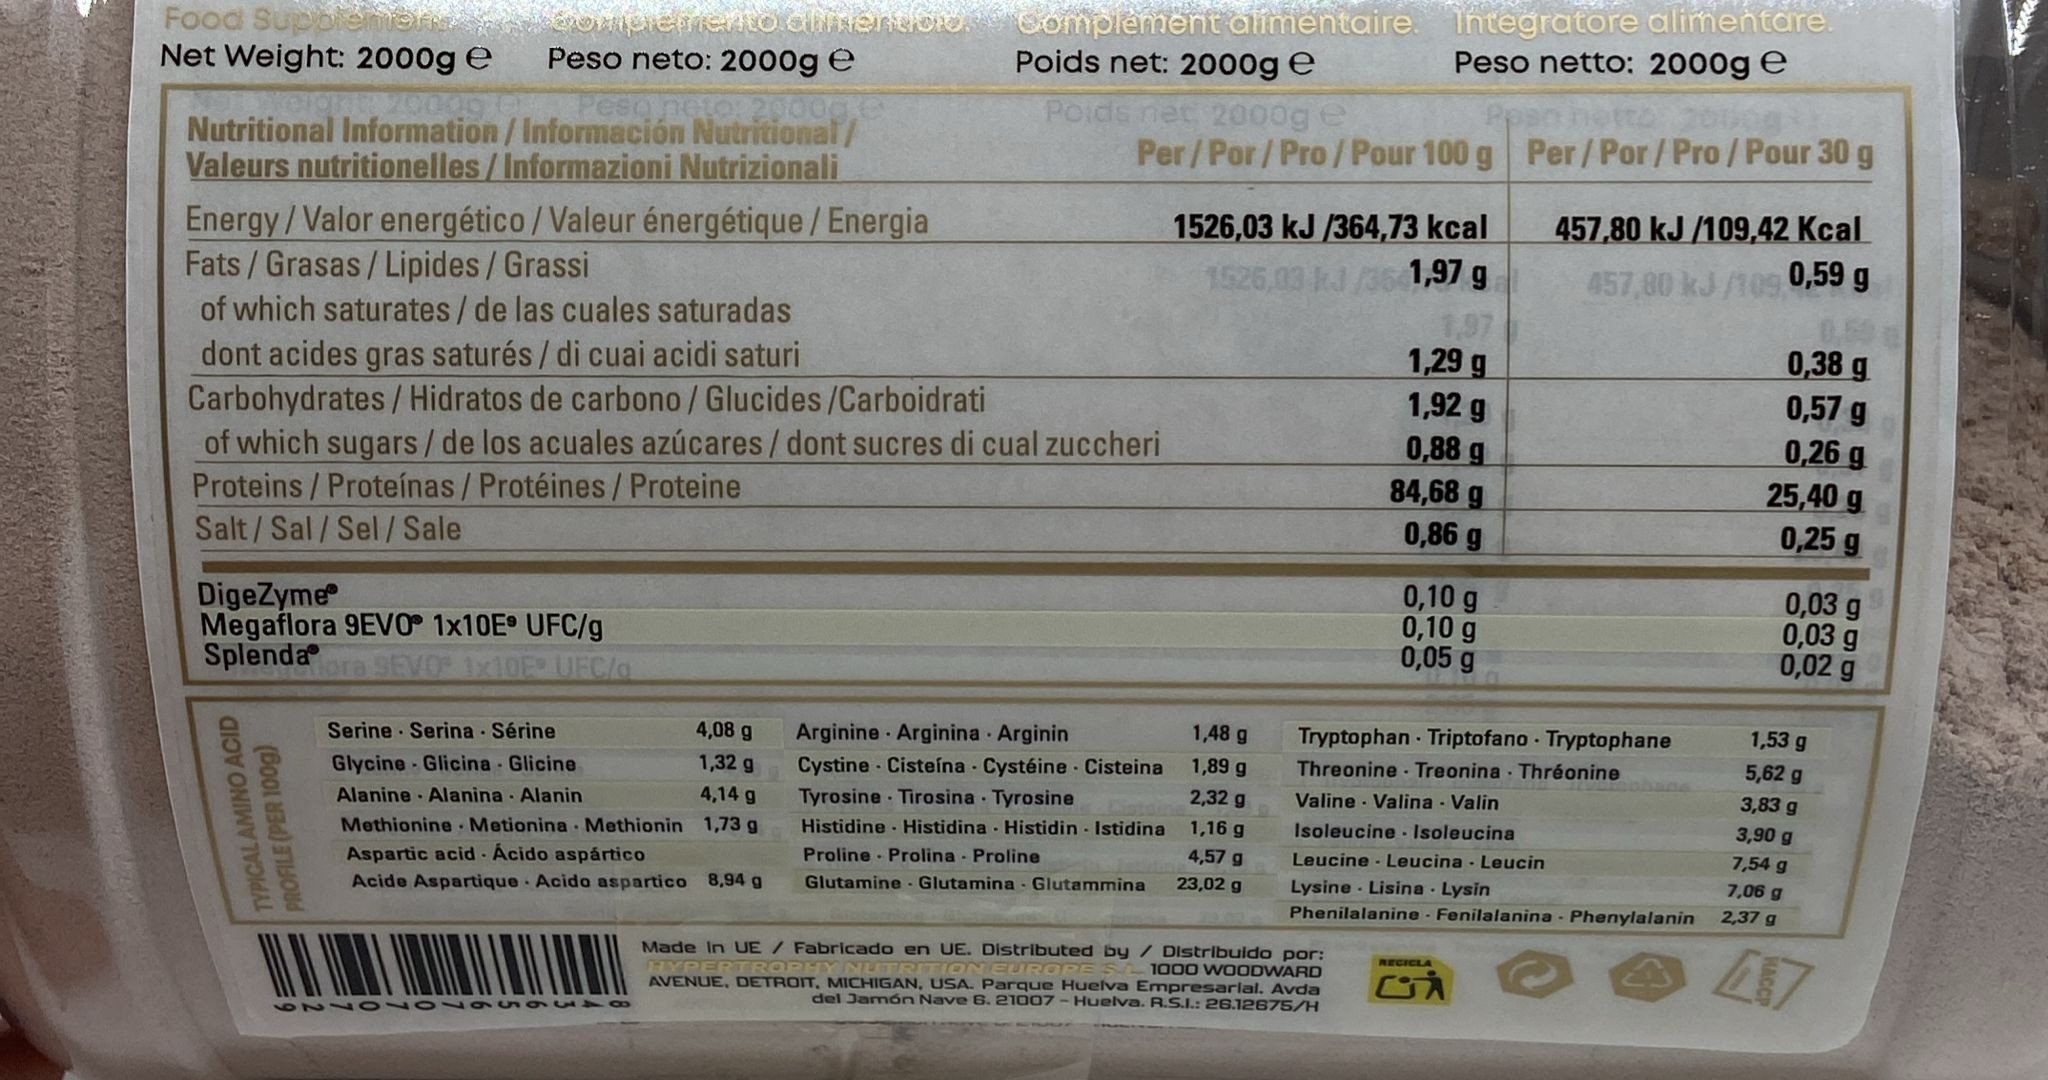 Food Supplement. Complemento alimenticio. Complément alimentaire. Integratore alimentare.
Net Weight: 2000g e Peso neto: 2000g e Poids net: 2000g e Peso netto: 2000g e
Nutritional Information / Información Nutritional / Per / Por / Pro / Pour 100 g Per / Por / Pro / Pour 30 g
Valeurs nutritionelles / Informazioni Nutrizionali
Energy / Valor energético / Valeur énergétique / Energia 1526,03 kJ /364,73 kcal 457,80 kJ /109,42 Kcal
Fats / Grasas / Lipides / Grassi 1,97 g 0,59 g
of which saturates / de las cuales saturadas
dont acides gras saturés / di cuai acidi saturi 1,29 g 0,38 g
Carbohydrates / Hidratos de carbono / Glucides /Carboidrati 1,92 g 0,57 g
of which sugars / de los acuales azúcares / dont sucres di cual zuccheri 0,88 g 0,26 g
Proteins / Proteínas / Protéines / Proteine 84,68 g 25,40 g
Salt / Sal / Sel / Sale 0,86 g 0,25 g
DigeZyme® 0,10 g 0,03 g
Megaflora 9EVO® 1x10E⁹ UFC/g 0,10 g 0,03 g
Splenda® 0,05 g 0,02 g
TYPICAL AMINO ACID
PROFILE (PER 100g)
Serine · Serina · Sérine 4,08 g
Glycine · Glicina · Glicine 1,32 g
Alanine · Alanina · Alanin 4,14 g
Methionine · Metionina · Methionin 1,73 g
Aspartic acid · Ácido aspártico
Acide Aspartique · Acido aspartico 8,94 g
Arginine · Arginina · Arginin 1,48 g
Cystine · Cisteína · Cystéine · Cisteina 1,89 g
Tyrosine · Tirosina · Tyrosine 2,32 g
Histidine · Histidina · Histidin · Istidina 1,16 g
Proline · Prolina · Proline 4,57 g
Glutamine · Glutamina · Glutammina 23,02 g
Tryptophan · Triptofano · Tryptophane 1,53 g
Threonine · Treonina · Thréonine 5,62 g
Valine · Valina · Valin 3,83 g
Isoleucine · Isoleucina 3,90 g
Leucine · Leucina · Leucin 7,54 g
Lysine · Lisina · Lysin 7,06 g
Phenilalanine · Fenilalanina · Phenylalanin 2,37 g
Made in UE / Fabricado en UE. Distributed by / Distribuido por:
HYPERTROPHY NUTRITION EUROPE S.L. 1000 WOODWARD
AVENUE, DETROIT, MICHIGAN, USA. Parque Huelva Empresarial. Avda
del Jamón Nave 6. 21007 - Huelva. R.S.I.: 26.12675/H
RECICLA
HACCP